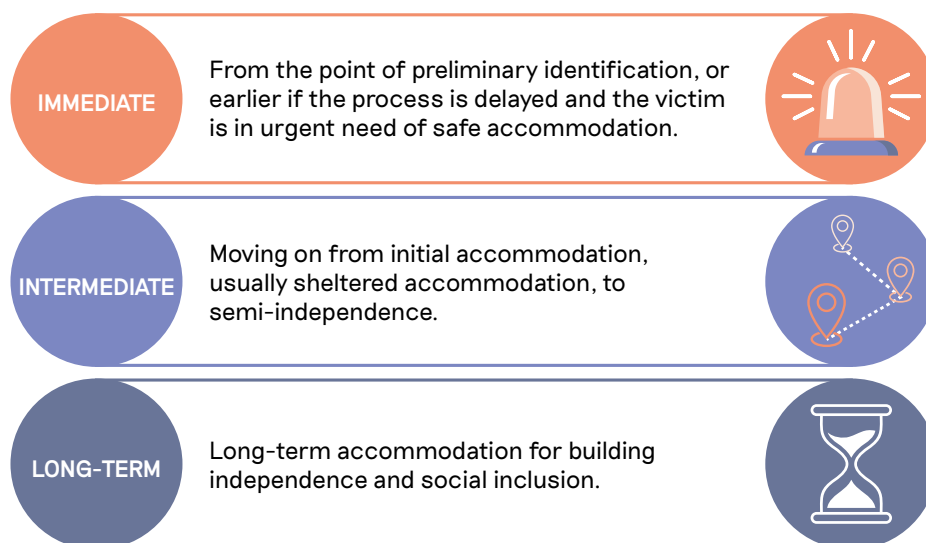 IMMEDIATE
From the point of preliminary identification, or
earlier if the process is delayed and the victim
is in urgent need of safe accommodation.
INTERMEDIATE
Moving on from initial accommodation,
usually sheltered accommodation, to
semi-independence.
LONG-TERM
Long-term accommodation for building
independence and social inclusion.